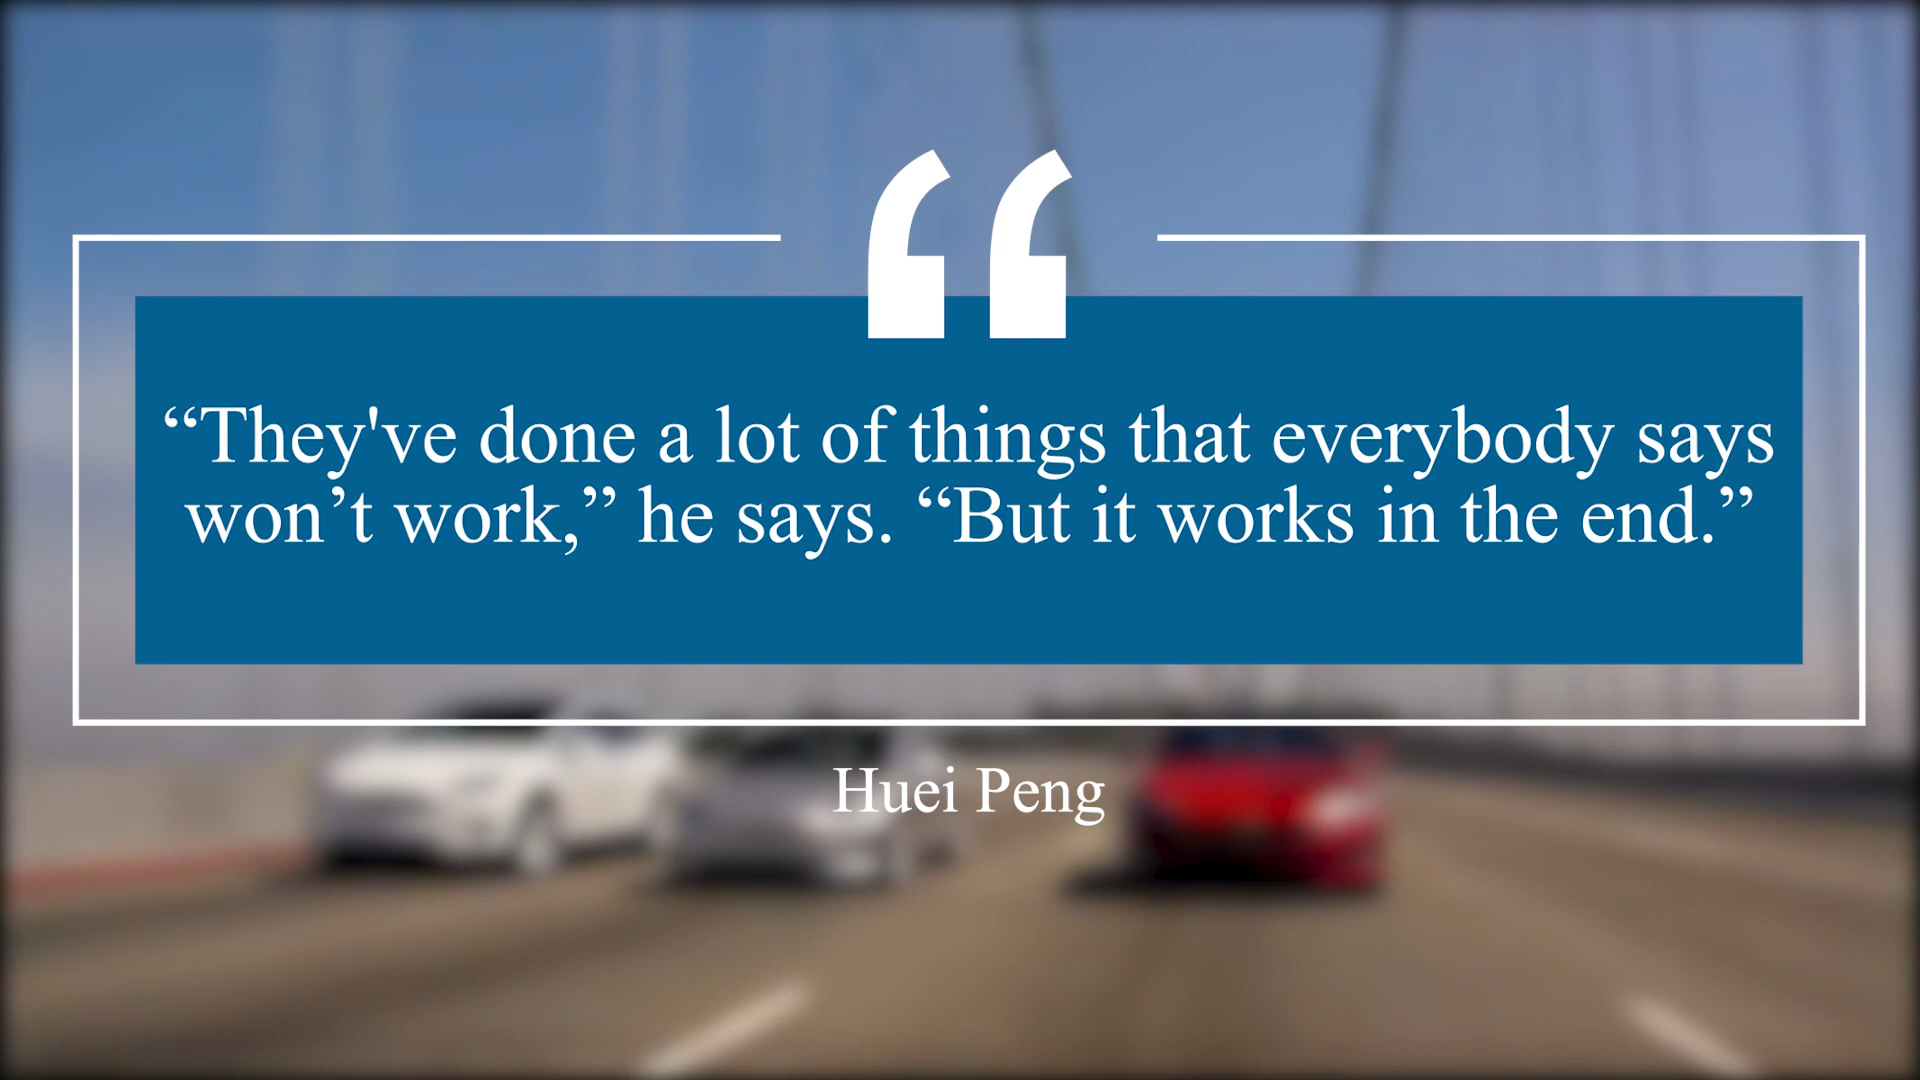 “They've done a lot of things that everybody says
won’t work,” he says. “But it works in the end.”
Huei Peng